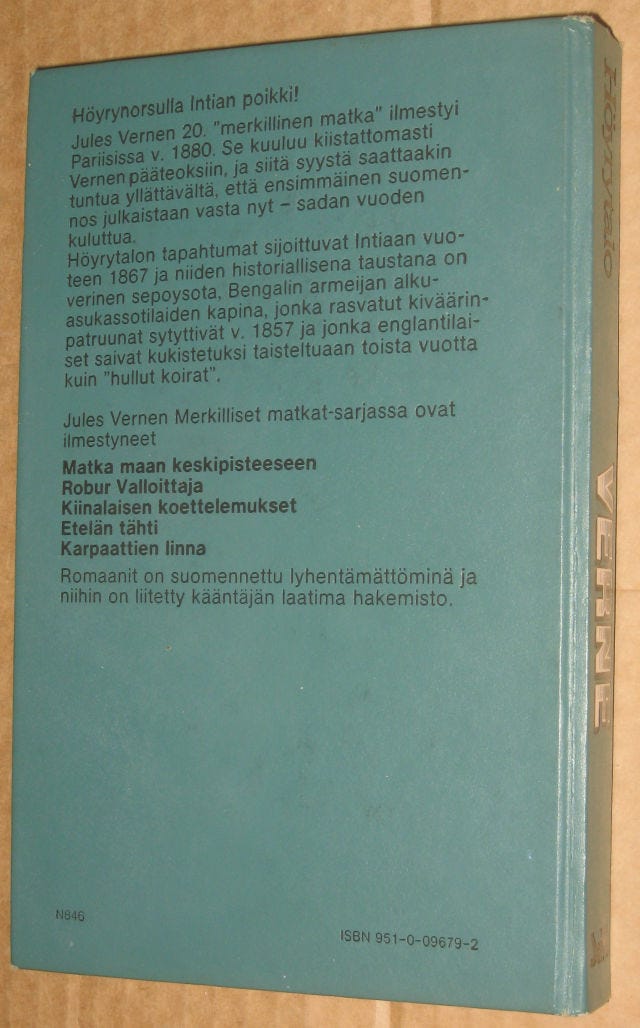 Höyrynorsulla Intian poikki!
Jules Vernen 20. "merkillinen matka" ilmestyi
Pariisissa v. 1880. Se kuuluu kiistattomasti
Vernen pääteoksiin, ja siitä syystä saattaakin
tuntua yllättävältä, että ensimmäinen suomen-
nos julkaistaan vasta nyt – sadan vuoden
kuluttua.
Höyrytalon tapahtumat sijoittuvat Intiaan vuo-
teen 1867 ja niiden historiallisena taustana on
verinen sepoysota, Bengalin armeijan alku-
asukassotilaiden kapina, jonka rasvatut kiväärin-
patruunat sytyttivät v. 1857 ja jonka englantilai-
set saivat kukistetuksi taisteltuaan toista vuotta
kuin "hullut koirat".
Jules Vernen Merkilliset matkat-sarjassa ovat
ilmestyneet
Matka maan keskipisteeseen
Robur Valloittaja
Kiinalaisen koettelemukset
Etelän tähti
Karpaattien linna
Romaanit on suomennettu lyhentämättöminä ja
niihin on liitetty kääntäjän laatima hakemisto.
N846
ISBN 951-0-09679-2
Höyrytalo
VERNE